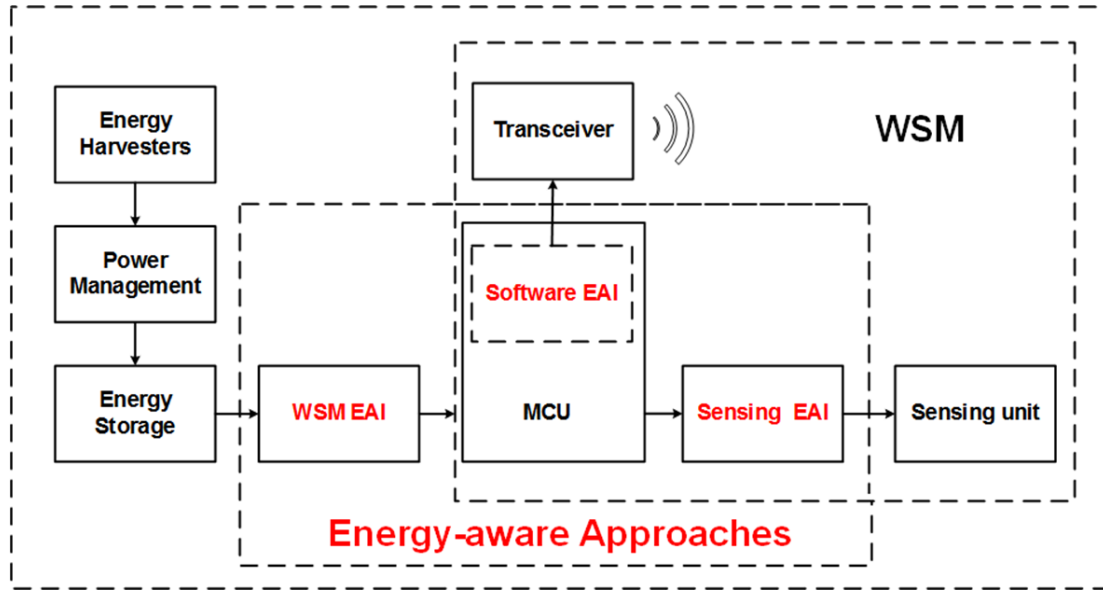 Energy
Harvesters
Transceiver
WSM
Power
Management
Software EAI
Energy
Storage
WSM EAI
MCU
Sensing EAI
Sensing unit
Energy-aware Approaches